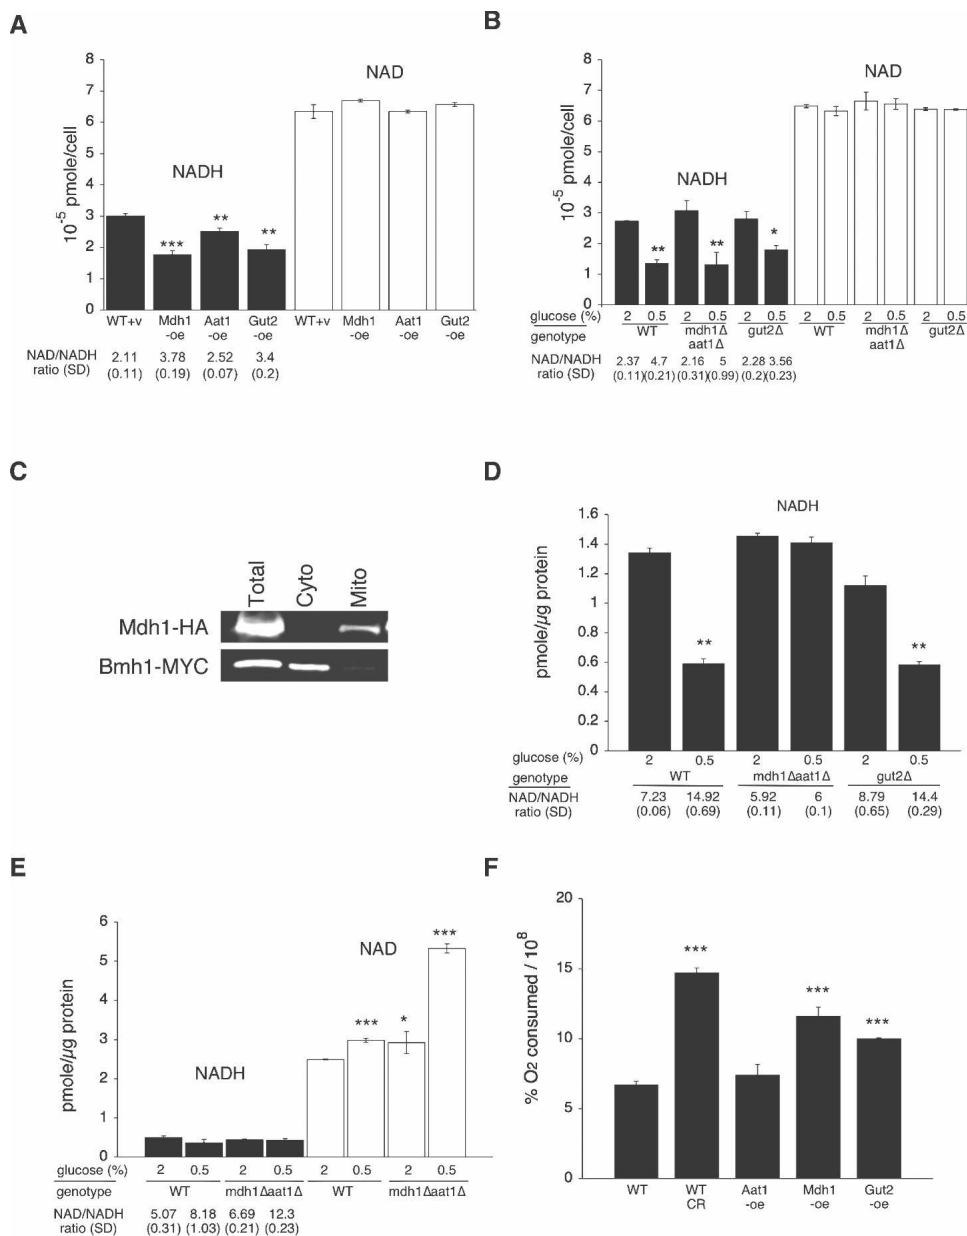 A
8
7
6
5
4
3
2
1
0
10-5 pmole/cell
NAD
NADH
***
**
**
WT+v Mdh1 Aat1 Gut2 WT+v Mdh1 Aat1 Gut2
-oe -oe -oe -oe -oe -oe
NAD/NADH 2.11 3.78 2.52 3.4
ratio (SD) (0.11) (0.19) (0.07) (0.2)
B
8
7
6
5
4
3
2
1
0
10-5 pmole/cell
NAD
NADH
**
**
*
glucose (%) 2 0.5 2 0.5 2 0.5 2 0.5 2 0.5 2 0.5
genotype WT mdh1Δ gut2Δ WT mdh1Δ gut2Δ
aat1Δ aat1Δ
NAD/NADH 2.37 4.7 2.16 5 2.28 3.56
ratio (SD) (0.11)(0.21) (0.31)(0.99) (0.2)(0.23)
C
Total Cyto Mito
Mdh1-HA
Bmh1-MYC
D
NADH
1.6
1.4
1.2
1
0.8
0.6
0.4
0.2
0
pmole/µg protein
**
**
glucose (%) 2 0.5 2 0.5 2 0.5
genotype WT mdh1Δaat1Δ gut2Δ
NAD/NADH 7.23 14.92 5.92 6 8.79 14.4
ratio (SD) (0.06) (0.69) (0.11) (0.1) (0.65) (0.29)
E
6
5
4
3
2
1
0
pmole/µg protein
***
NAD
*** *
NADH
glucose (%) 2 0.5 2 0.5 2 0.5 2 0.5
genotype WT mdh1Δaat1Δ WT mdh1Δaat1Δ
NAD/NADH 5.07 8.18 6.69 12.3
ratio (SD) (0.31) (1.03) (0.21) (0.23)
F
20
15
10
5
0
% O2 consumed / 108
***
***
***
WT WT Aat1 Mdh1 Gut2
CR -oe -oe -oe